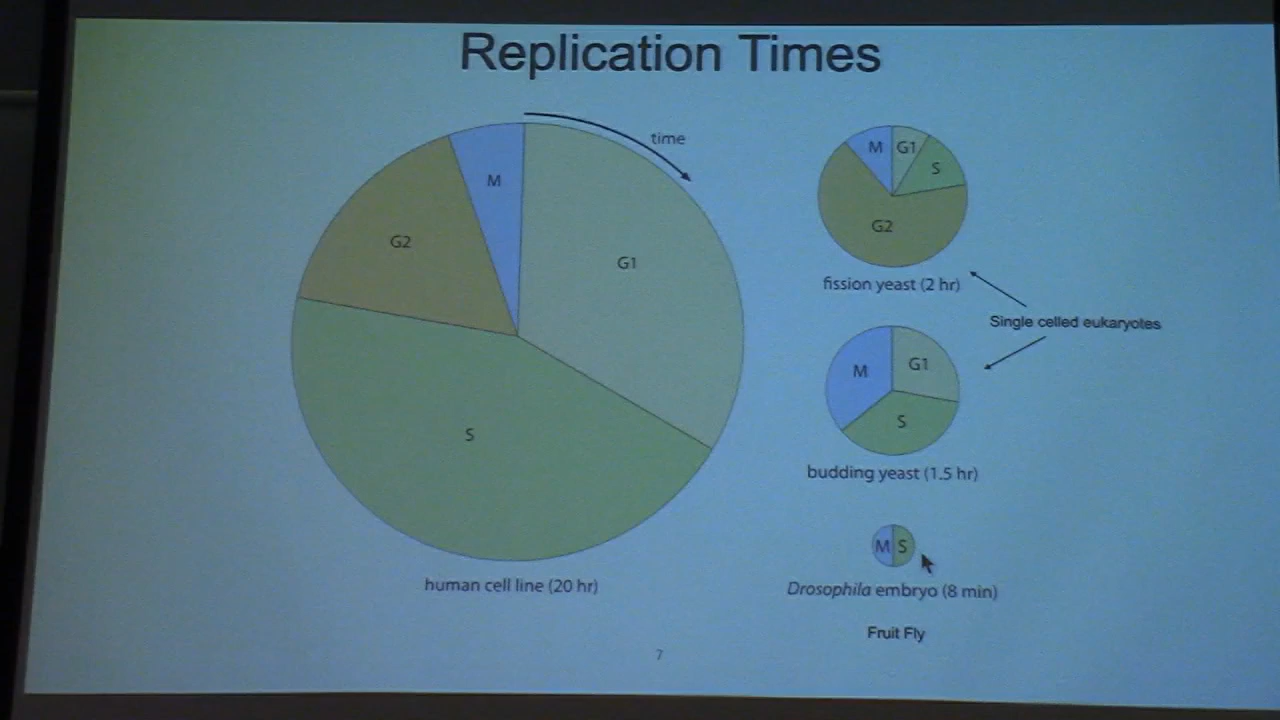 Replication Times
time
M
G1
G2
S
human cell line (20 hr)
M
G1
S
G2
fission yeast (2 hr)
Single celled eukaryotes
M
G1
S
budding yeast (1.5 hr)
M
S
Drosophila embryo (8 min)
Fruit Fly
7